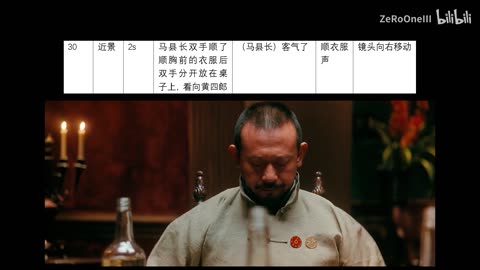 ZeRoOneIII bilibili
30 近景 2s 马县长双手顺了 （马县长）客气了 顺衣服 镜头向右移动
顺胸前的衣服后 声
双手分开放在桌
子上，看向黄四郎